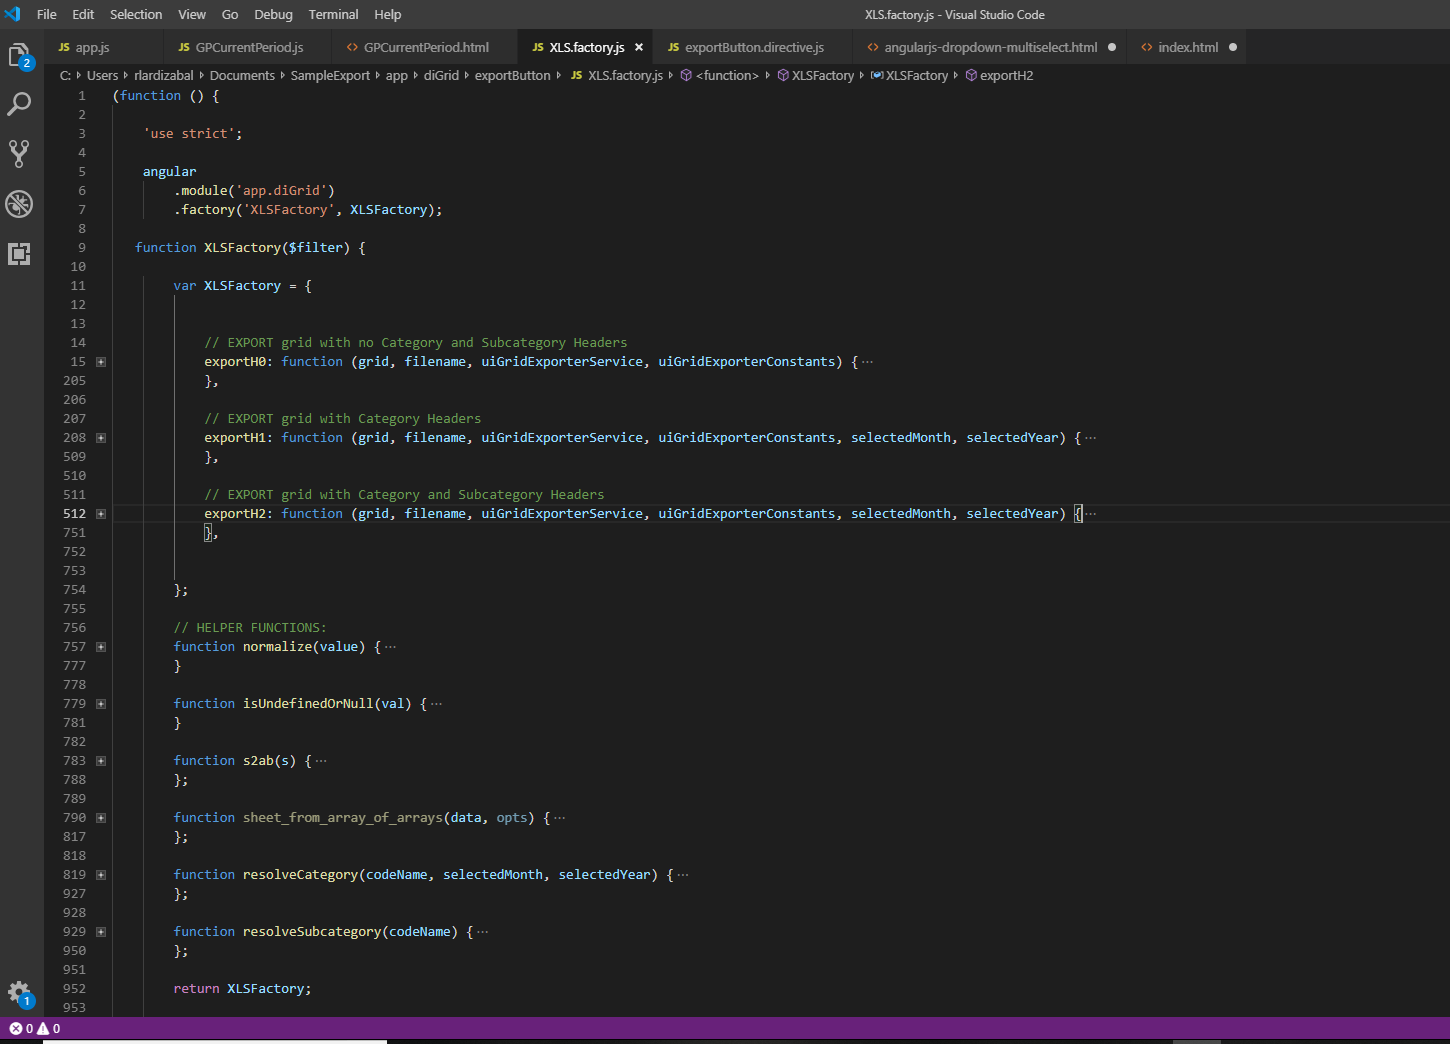 File Edit Selection View Go Debug Terminal Help XLS.factory.js - Visual Studio Code
JS app.js JS GPCurrentPeriod.js <> GPCurrentPeriod.html JS XLS.factory.js × JS exportButton.directive.js <> angularjs-dropdown-multiselect.html ● <> index.html ●
2
C: › Users › rlardizabal › Documents › SampleExport › app › diGrid › exportButton › JS XLS.factory.js › <function> › XLSFactory › XLSFactory › exportH2
1 (function () {
2
3 'use strict';
4
5 angular
6 .module('app.diGrid')
7 .factory('XLSFactory', XLSFactory);
8
9 function XLSFactory($filter) {
10
11 var XLSFactory = {
12
13
14 // EXPORT grid with no Category and Subcategory Headers
15 exportH0: function (grid, filename, uiGridExporterService, uiGridExporterConstants) {···
205 },
206
207 // EXPORT grid with Category Headers
208 exportH1: function (grid, filename, uiGridExporterService, uiGridExporterConstants, selectedMonth, selectedYear) {···
509 },
510
511 // EXPORT grid with Category and Subcategory Headers
512 exportH2: function (grid, filename, uiGridExporterService, uiGridExporterConstants, selectedMonth, selectedYear) {···
751 },
752
753
754 };
755
756 // HELPER FUNCTIONS:
757 function normalize(value) {···
777 }
778
779 function isUndefinedOrNull(val) {···
781 }
782
783 function s2ab(s) {···
788 };
789
790 function sheet_from_array_of_arrays(data, opts) {···
817 };
818
819 function resolveCategory(codeName, selectedMonth, selectedYear) {···
927 };
928
929 function resolveSubcategory(codeName) {···
950 };
951
952 return XLSFactory;
953
1
0 0